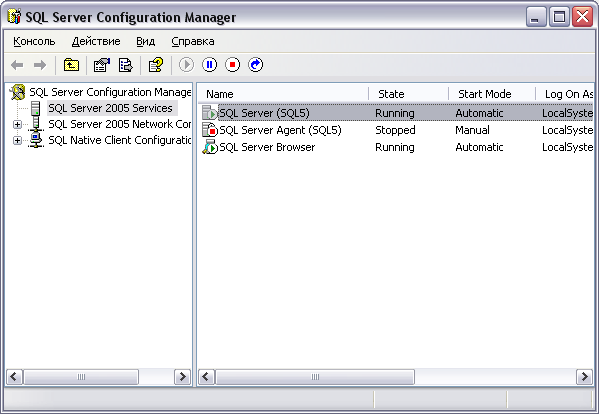 SQL Server Configuration Manager
Консоль Действие Вид Справка
SQL Server Configuration Manage
SQL Server 2005 Services
SQL Server 2005 Network Cor
SQL Native Client Configuratio
Name State Start Mode Log On As
SQL Server (SQL5) Running Automatic LocalSyste
SQL Server Agent (SQL5) Stopped Manual LocalSyste
SQL Server Browser Running Automatic LocalSyste